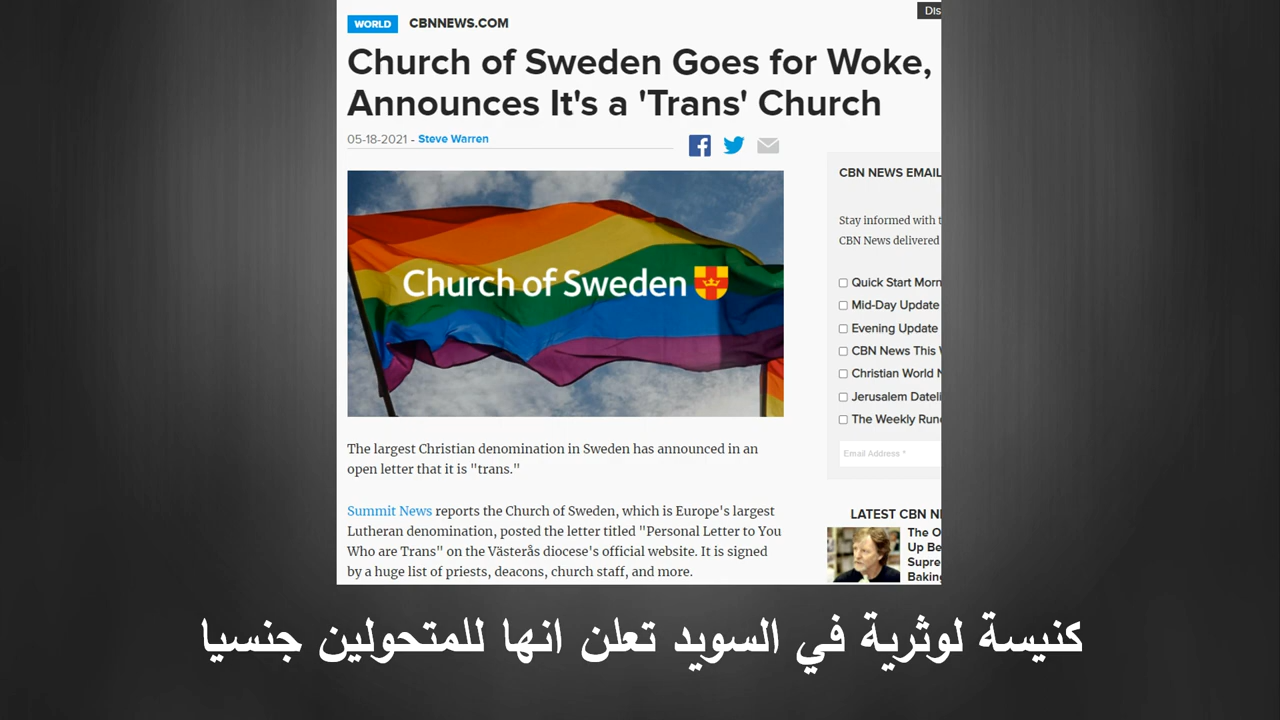 Dis
WORLD CBNNEWS.COM
Church of Sweden Goes for Woke,
Announces It's a 'Trans' Church
05-18-2021 - Steve Warren
Church of Sweden
The largest Christian denomination in Sweden has announced in an
open letter that it is "trans."
Summit News reports the Church of Sweden, which is Europe's largest
Lutheran denomination, posted the letter titled "Personal Letter to You
Who are Trans" on the Västerås diocese's official website. It is signed
by a huge list of priests, deacons, church staff, and more.
CBN NEWS EMAIL
Stay informed with t
CBN News delivered
Quick Start Morn
Mid-Day Update
Evening Update
CBN News This W
Christian World N
Jerusalem Dateli
The Weekly Run
Email Address *
LATEST CBN NE
The O
Up Be
Supre
Baking
كنيسة لوثرية في السويد تعلن انها للمتحولين جنسيا